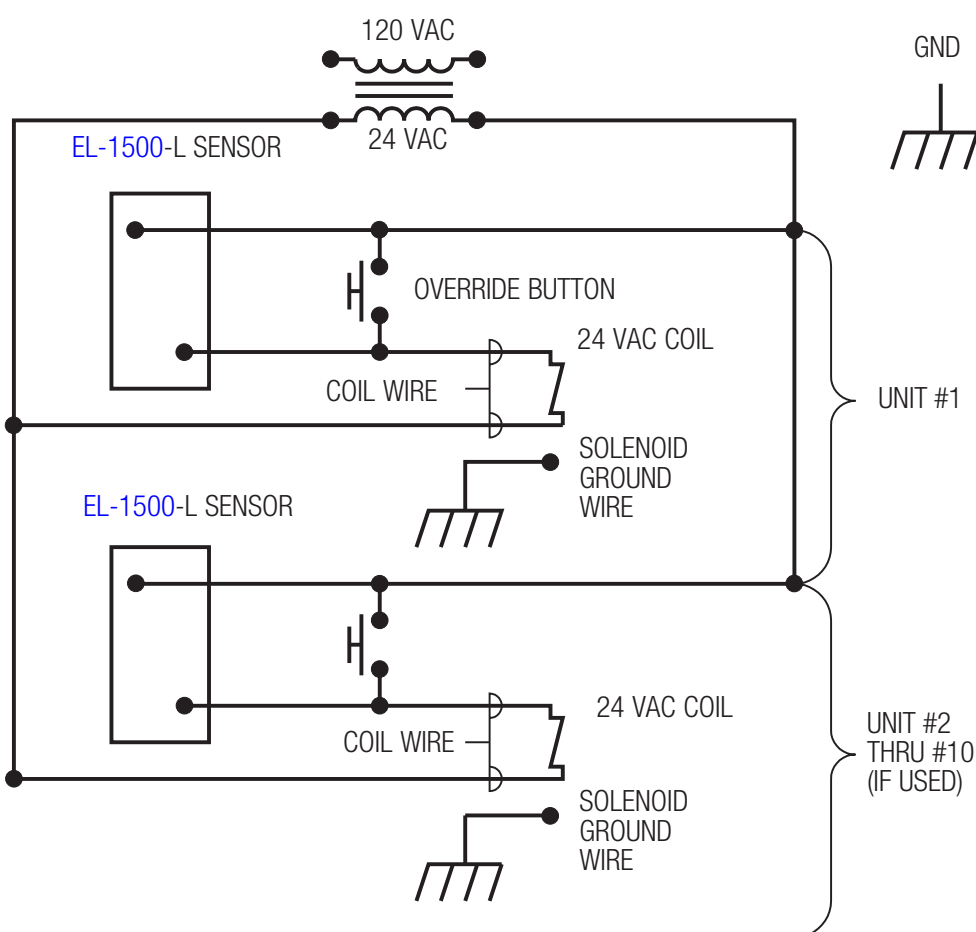 120 VAC
GND
24 VAC
EL-1500-L SENSOR
OVERRIDE BUTTON
24 VAC COIL
COIL WIRE
UNIT #1
SOLENOID
GROUND
WIRE
EL-1500-L SENSOR
24 VAC COIL
COIL WIRE
UNIT #2
THRU #10
(IF USED)
SOLENOID
GROUND
WIRE